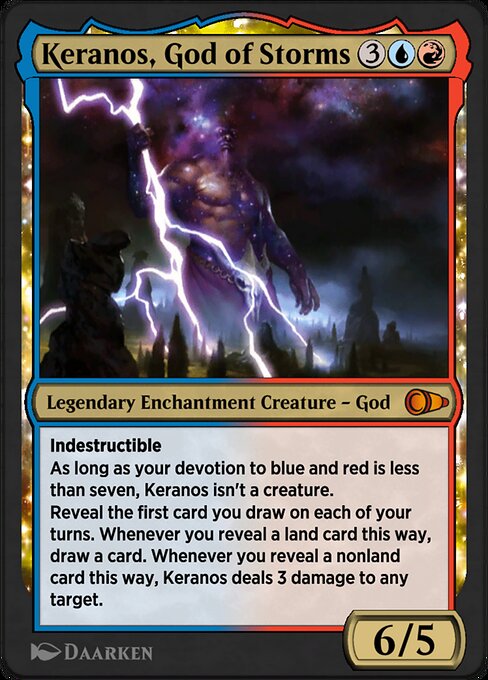 Keranos, God of Storms 3
Legendary Enchantment Creature – God
Indestructible
As long as your devotion to blue and red is less
than seven, Keranos isn't a creature.
Reveal the first card you draw on each of your
turns. Whenever you reveal a land card this way,
draw a card. Whenever you reveal a nonland
card this way, Keranos deals 3 damage to any
target.
6/5
DAARKEN